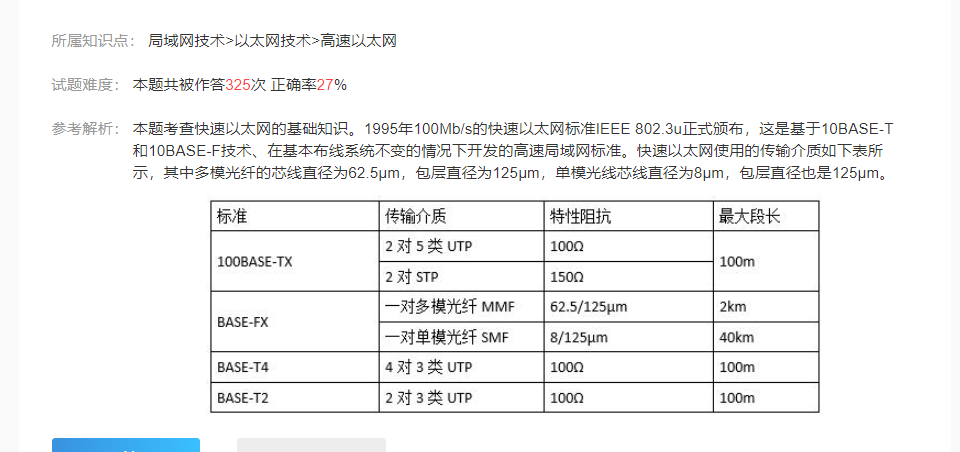 所属知识点： 局域网技术>以太网技术>高速以太网
试题难度： 本题共被作答325次 正确率27%
参考解析： 本题考查快速以太网的基础知识。1995年100Mb/s的快速以太网标准IEEE 802.3u正式颁布，这是基于10BASE-T
和10BASE-F技术、在基本布线系统不变的情况下开发的高速局域网标准。快速以太网使用的传输介质如下表所
示，其中多模光纤的芯线直径为62.5μm，包层直径为125μm，单模光线芯线直径为8μm，包层直径也是125μm。
标准 传输介质 特性阻抗 最大段长
100BASE-TX 2 对 5 类 UTP 100Ω 100m
2 对 STP 150Ω
BASE-FX 一对多模光纤 MMF 62.5/125μm 2km
一对单模光纤 SMF 8/125μm 40km
BASE-T4 4 对 3 类 UTP 100Ω 100m
BASE-T2 2 对 3 类 UTP 100Ω 100m